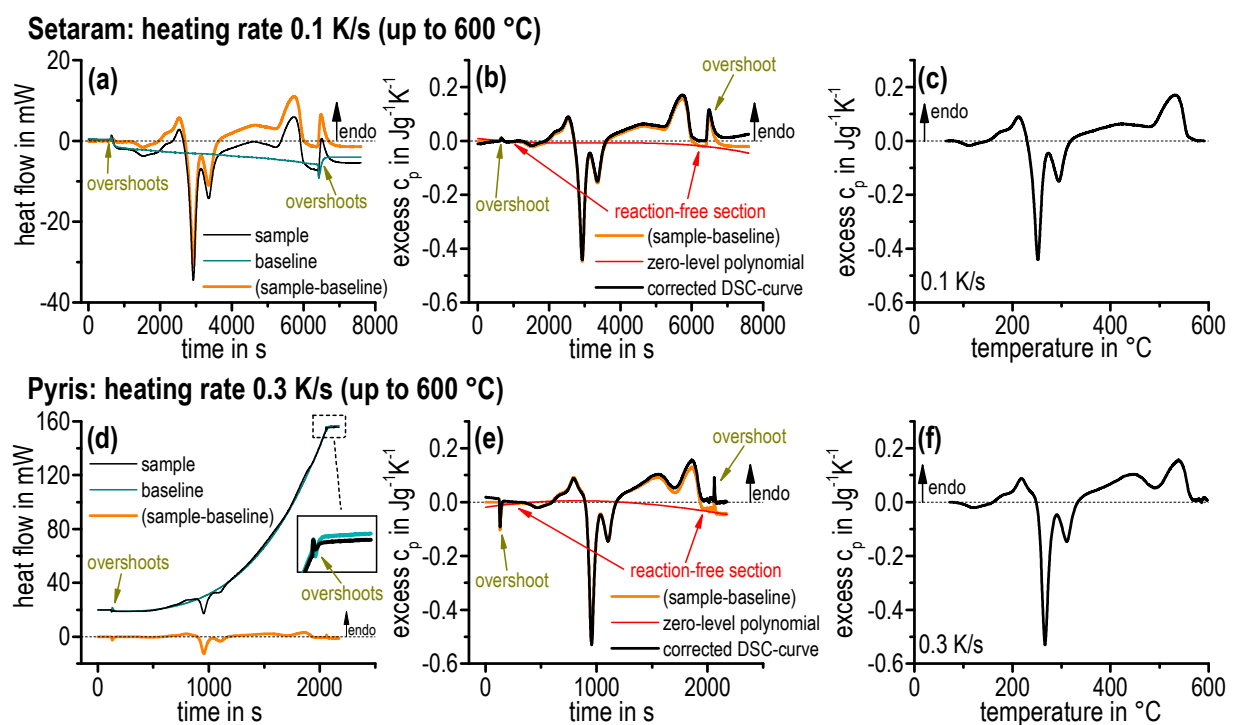 Setaram: heating rate 0.1 K/s (up to 600 °C)
(a)
heat flow in mW
40
20
0
-20
-40
endo
overshoots
overshoots
sample
baseline
(sample-baseline)
0 2000 4000 6000 8000
time in s
(b)
excess c_p in Jg⁻¹K⁻¹
0.2
0.0
-0.2
-0.4
-0.6
overshoot
endo
overshoot
reaction-free section
(sample-baseline)
zero-level polynomial
corrected DSC-curve
0 2000 4000 6000 8000
time in s
(c)
excess c_p in Jg⁻¹K⁻¹
0.2
0.0
-0.2
-0.4
-0.6
endo
0.1 K/s
0 200 400 600
temperature in °C
Pyris: heating rate 0.3 K/s (up to 600 °C)
(d)
heat flow in mW
160
120
80
40
0
sample
baseline
(sample-baseline)
overshoots
overshoots
endo
0 1000 2000
time in s
(e)
excess c_p in Jg⁻¹K⁻¹
0.2
0.0
-0.2
-0.4
-0.6
overshoot
endo
overshoot
reaction-free section
(sample-baseline)
zero-level polynomial
corrected DSC-curve
0 1000 2000
time in s
(f)
excess c_p in Jg⁻¹K⁻¹
0.2
0.0
-0.2
-0.4
-0.6
endo
0.3 K/s
0 200 400 600
temperature in °C